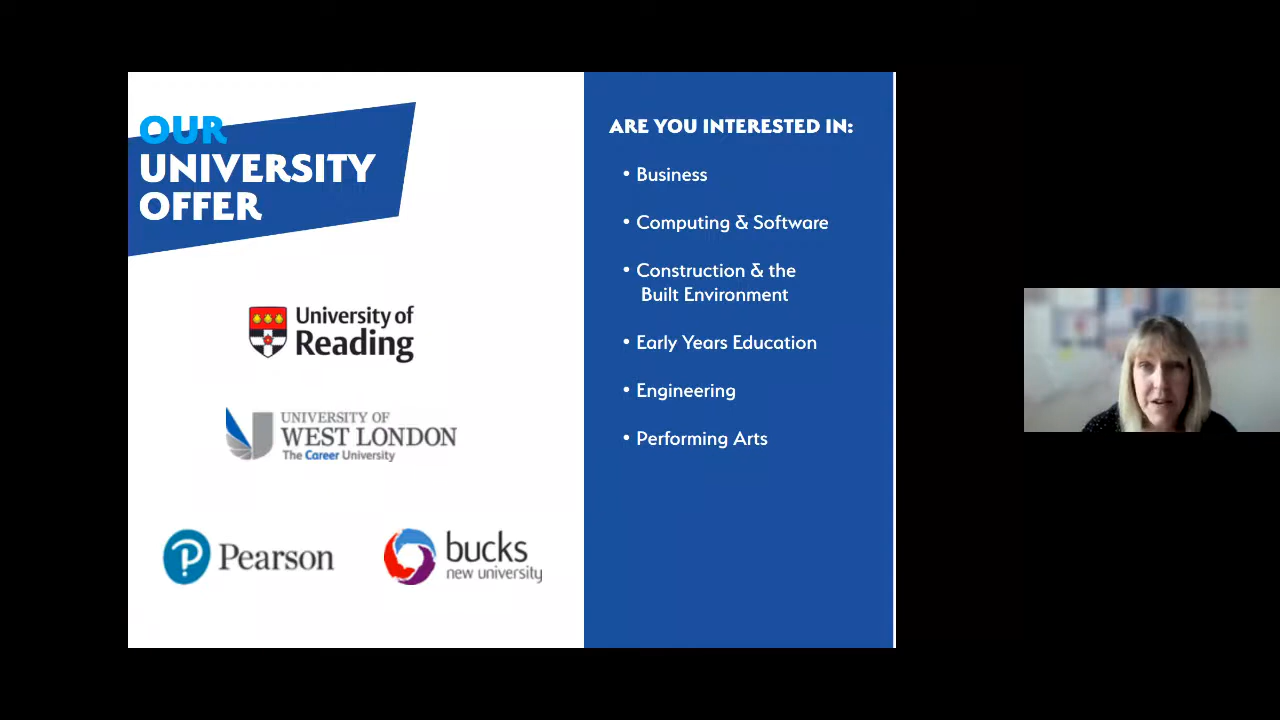 OUR
UNIVERSITY
OFFER
University of
Reading
UNIVERSITY OF
WEST LONDON
The Career University
Pearson
bucks
new university
ARE YOU INTERESTED IN:
• Business
• Computing & Software
• Construction & the
Built Environment
• Early Years Education
• Engineering
• Performing Arts